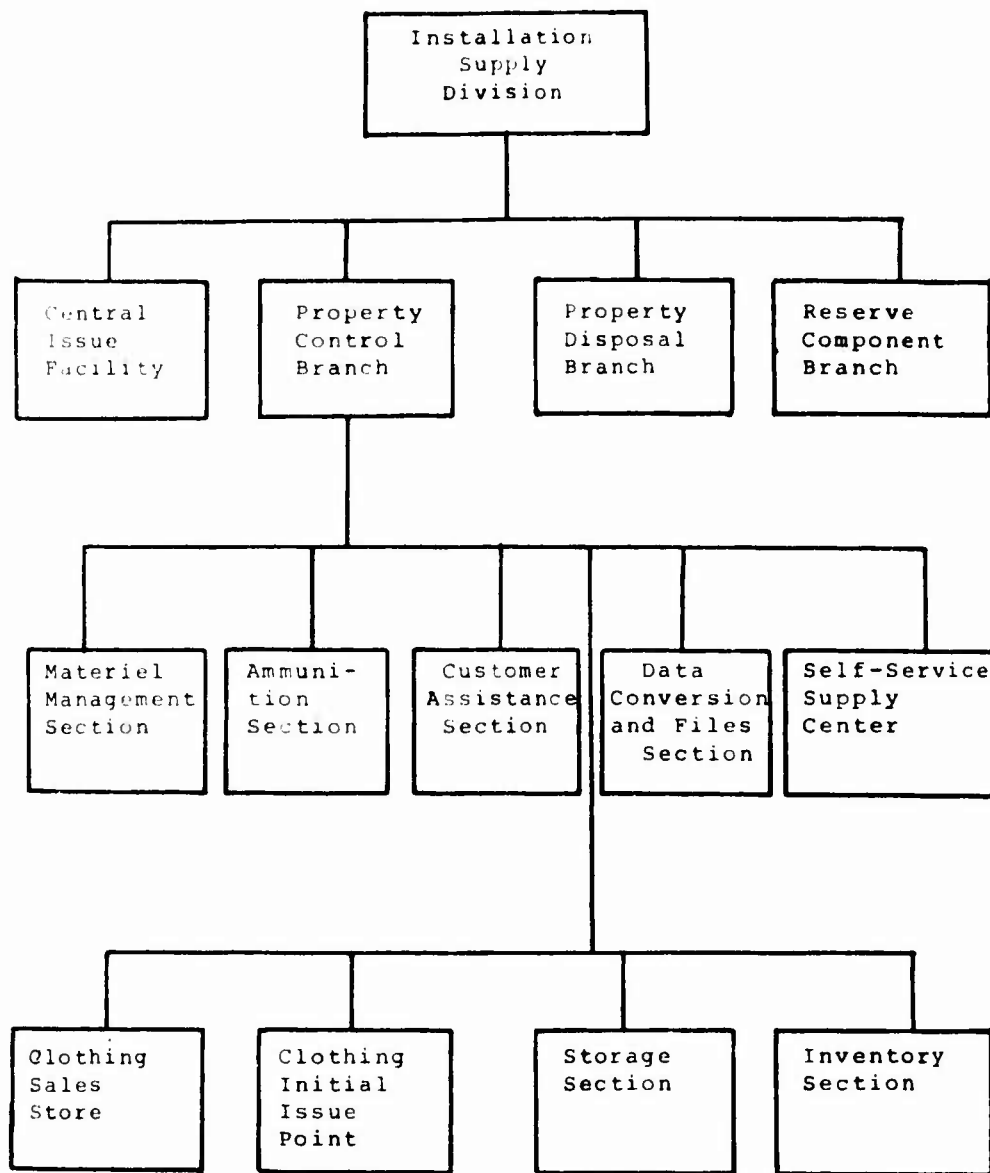 Installation
Supply
Division
Central
Issue
Facility
Property
Control
Branch
Property
Disposal
Branch
Reserve
Component
Branch
Materiel
Management
Section
Ammuni-
tion
Section
Customer
Assistance
Section
Data
Conversion
and Files
Section
Self-Service
Supply
Center
Clothing
Sales
Store
Clothing
Initial
Issue
Point
Storage
Section
Inventory
Section